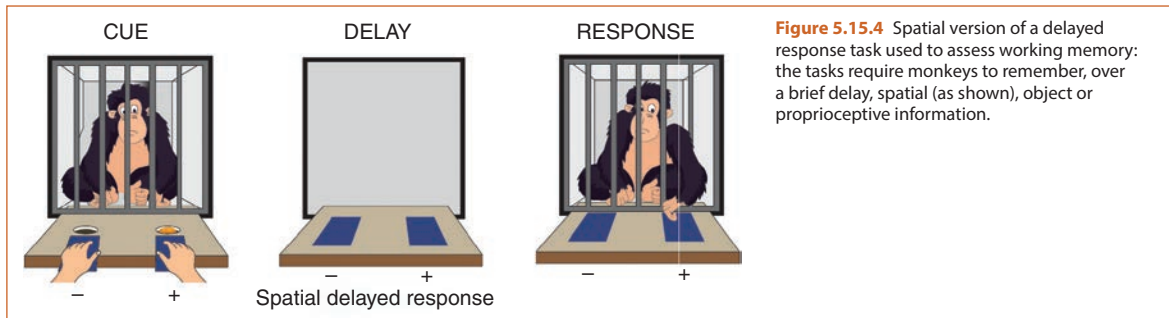 CUE
DELAY
RESPONSE
– +
– +
– +
Spatial delayed response
Figure 5.15.4 Spatial version of a delayed
response task used to assess working memory:
the tasks require monkeys to remember, over
a brief delay, spatial (as shown), object or
proprioceptive information.